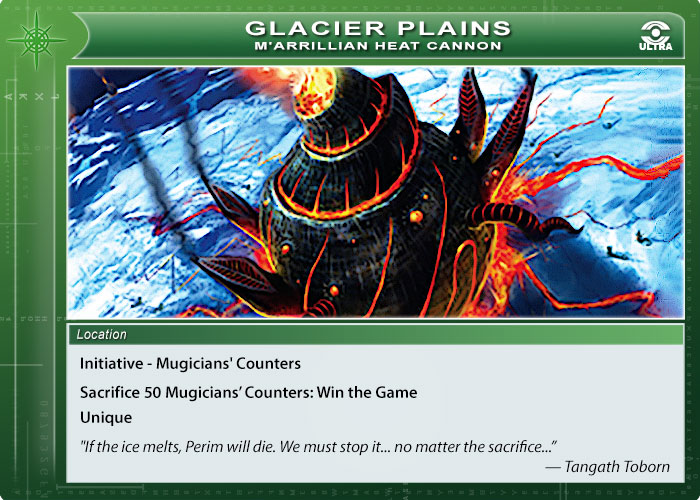 GLACIER PLAINS
M'ARRILLIAN HEAT CANNON
ULTRA
Location
Initiative - Mugicians' Counters
Sacrifice 50 Mugicians’ Counters: Win the Game
Unique
"If the ice melts, Perim will die. We must stop it... no matter the sacrifice...”
— Tangath Toborn